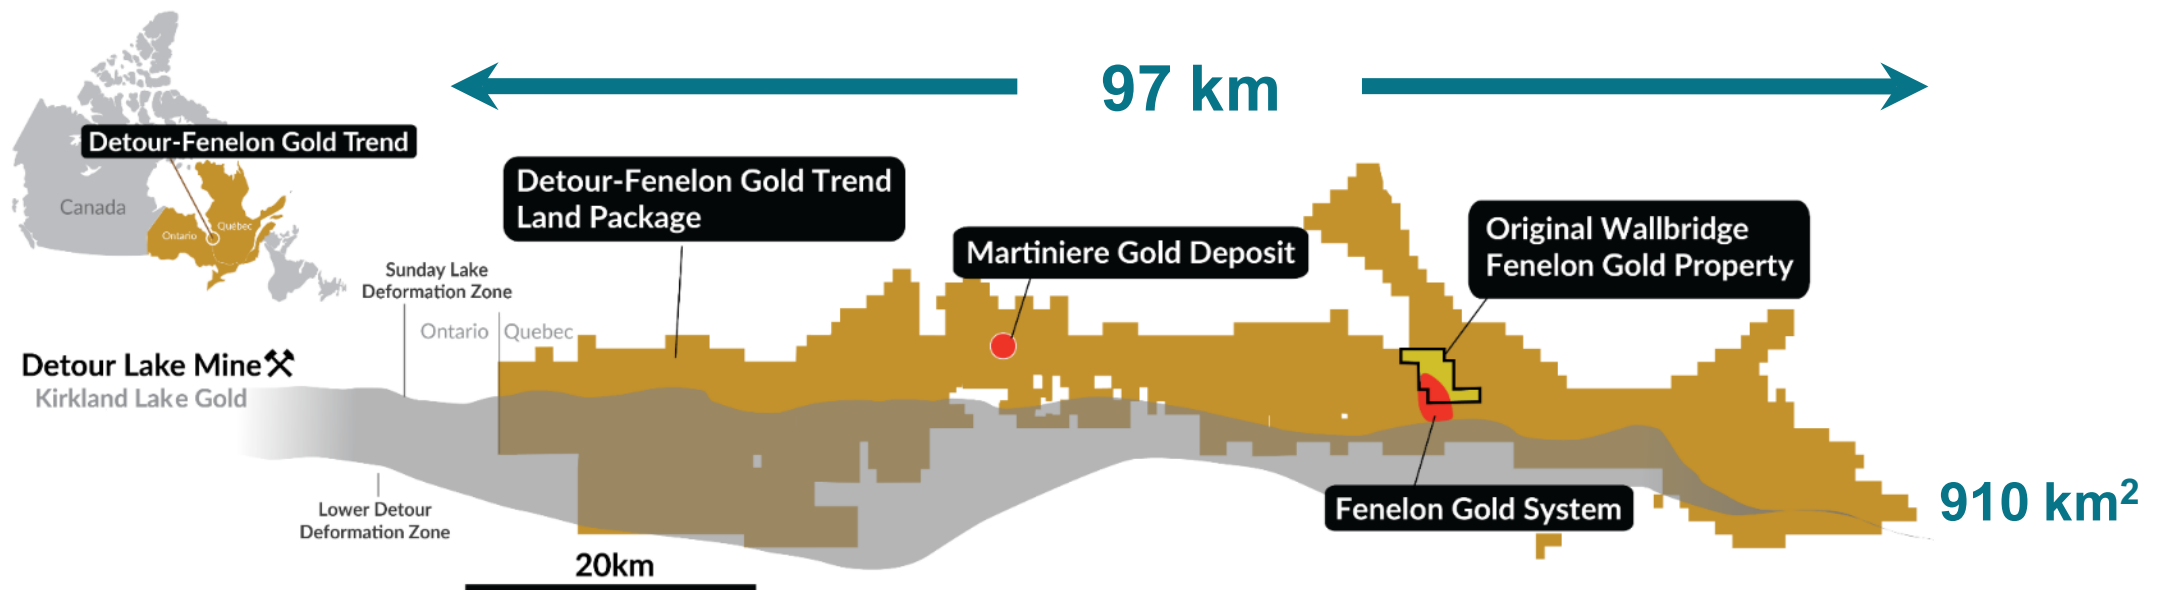 97 km
Detour-Fenelon Gold Trend
Canada
Ontario
Québec
Detour-Fenelon Gold Trend
Land Package
Martiniere Gold Deposit
Original Wallbridge
Fenelon Gold Property
Sunday Lake
Deformation Zone
Ontario
Quebec
Detour Lake Mine
Kirkland Lake Gold
Lower Detour
Deformation Zone
Fenelon Gold System
910 km²
20km